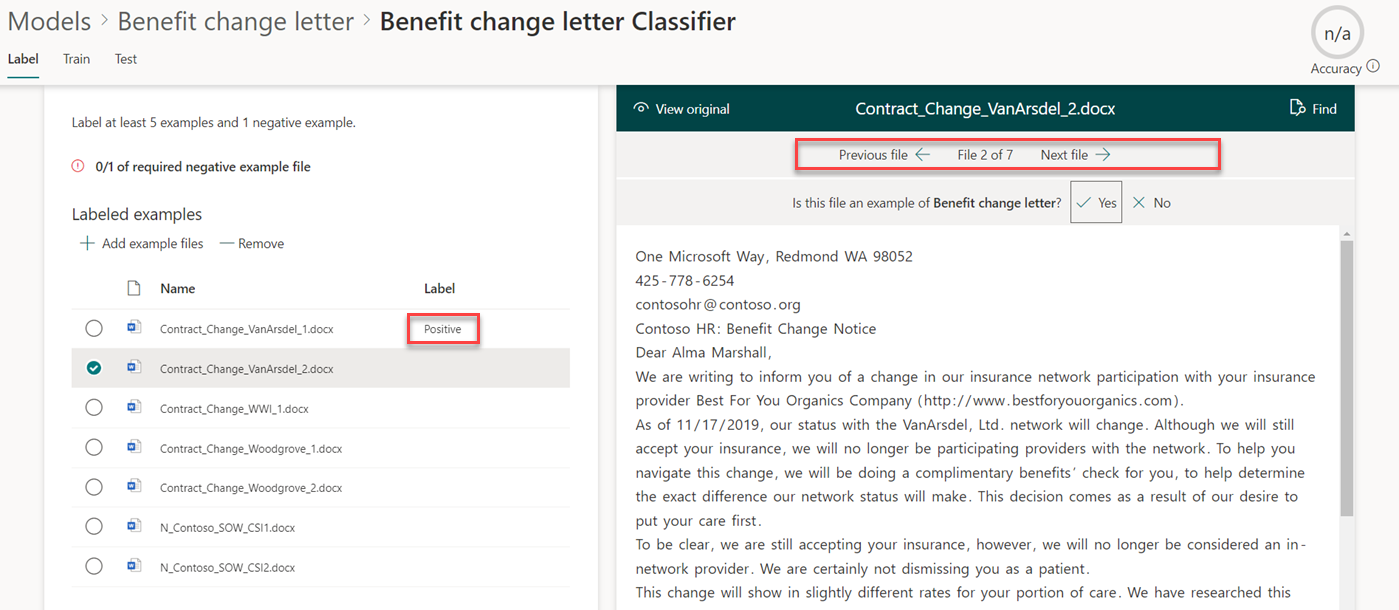 Models > Benefit change letter > Benefit change letter Classifier
n/a
Accuracy
Label Train Test
Label at least 5 examples and 1 negative example.
0/1 of required negative example file
Labeled examples
Add example files Remove
Name Label
Contract_Change_VanArsdel_1.docx Positive
Contract_Change_VanArsdel_2.docx
Contract_Change_WWI_1.docx
Contract_Change_Woodgrove_1.docx
Contract_Change_Woodgrove_2.docx
N_Contoso_SOW_CSI1.docx
N_Contoso_SOW_CSI2.docx
View original Contract_Change_VanArsdel_2.docx Find
Previous file ← File 2 of 7 Next file →
Is this file an example of Benefit change letter? Yes No
One Microsoft Way, Redmond WA 98052
425-778-6254
contosohr@contoso.org
Contoso HR: Benefit Change Notice
Dear Alma Marshall,
We are writing to inform you of a change in our insurance network participation with your insurance
provider Best For You Organics Company (http://www.bestforyouorganics.com).
As of 11/17/2019, our status with the VanArsdel, Ltd. network will change. Although we will still
accept your insurance, we will no longer be participating providers with the network. To help you
navigate this change, we will be doing a complimentary benefits' check for you, to help determine
the exact difference our network status will make. This decision comes as a result of our desire to
put your care first.
To be clear, we are still accepting your insurance, however, we will no longer be considered an in-
network provider. We are certainly not dismissing you as a patient.
This change will show in slightly different rates for your portion of care. We have researched this